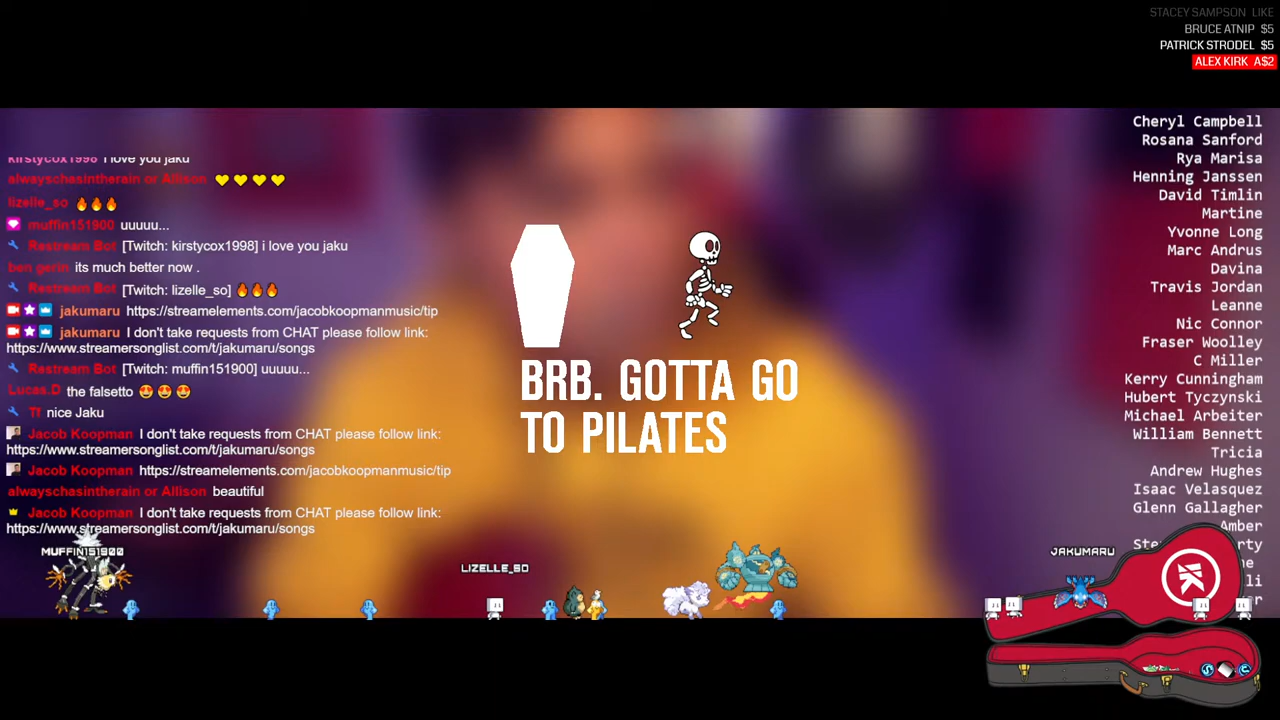 STACEY SAMPSON LIKE
BRUCE ATNIP $5
PATRICK STRODEL $5
ALEX KIRK A$2
kirstycox1998 I love you jaku
alwayschasintherain or Allison
lizelle_so
muffin151900 uuuuu...
Restream Bot [Twitch: kirstycox1998] i love you jaku
ben gerin its much better now .
Restream Bot [Twitch: lizelle_so]
jakumaru https://streamelements.com/jacobkoopmanmusic/tip
jakumaru I don't take requests from CHAT please follow link:
https://www.streamersonglist.com/t/jakumaru/songs
Restream Bot [Twitch: muffin151900] uuuuu...
Lucas.D the falsetto
Tf nice Jaku
Jacob Koopman I don't take requests from CHAT please follow link:
https://www.streamersonglist.com/t/jakumaru/songs
Jacob Koopman https://streamelements.com/jacobkoopmanmusic/tip
alwayschasintherain or Allison beautiful
Jacob Koopman I don't take requests from CHAT please follow link:
https://www.streamersonglist.com/t/jakumaru/songs
BRB. GOTTA GO
TO PILATES
Cheryl Campbell
Rosana Sanford
Rya Marisa
Henning Janssen
David Timlin
Martine
Yvonne Long
Marc Andrus
Davina
Travis Jordan
Leanne
Nic Connor
Fraser Woolley
C Miller
Kerry Cunningham
Hubert Tyczynski
Michael Arbeiter
William Bennett
Tricia
Andrew Hughes
Isaac Velasquez
Glenn Gallagher
Amber
MUFFIN151900
LIZELLE_SO
JAKUMARU